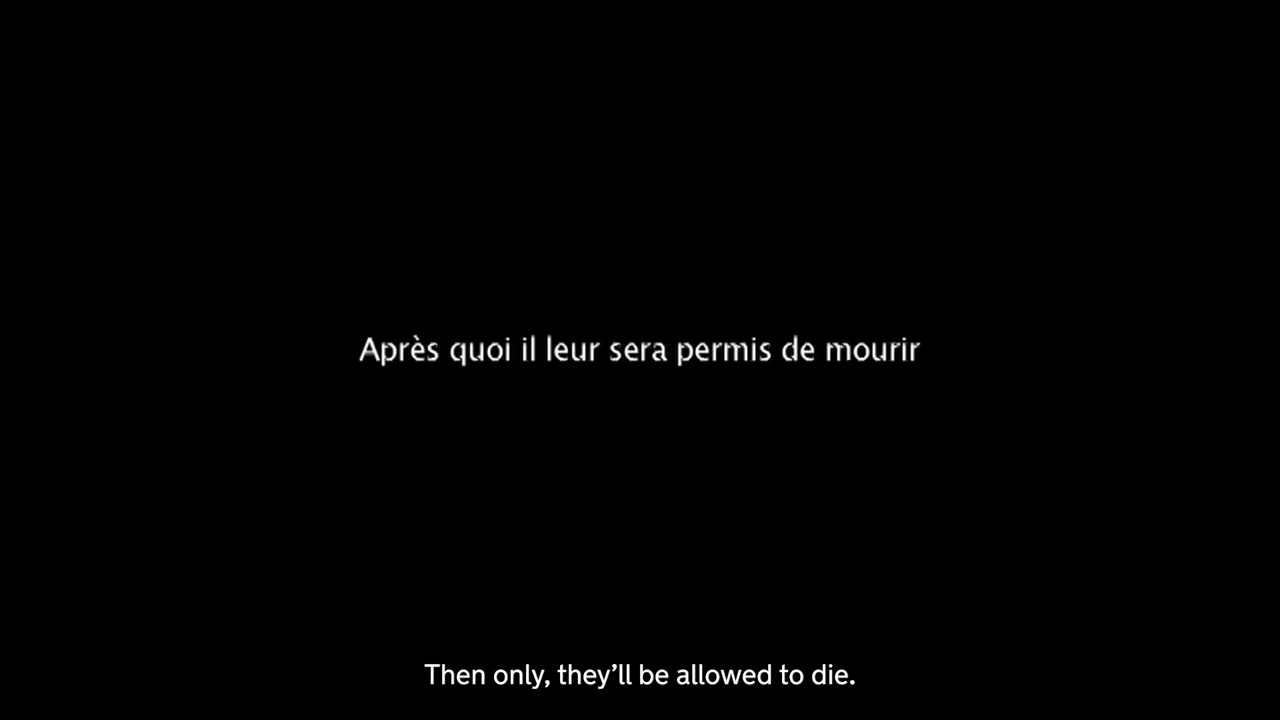 Après quoi il leur sera permis de mourir
Then only, they’ll be allowed to die.